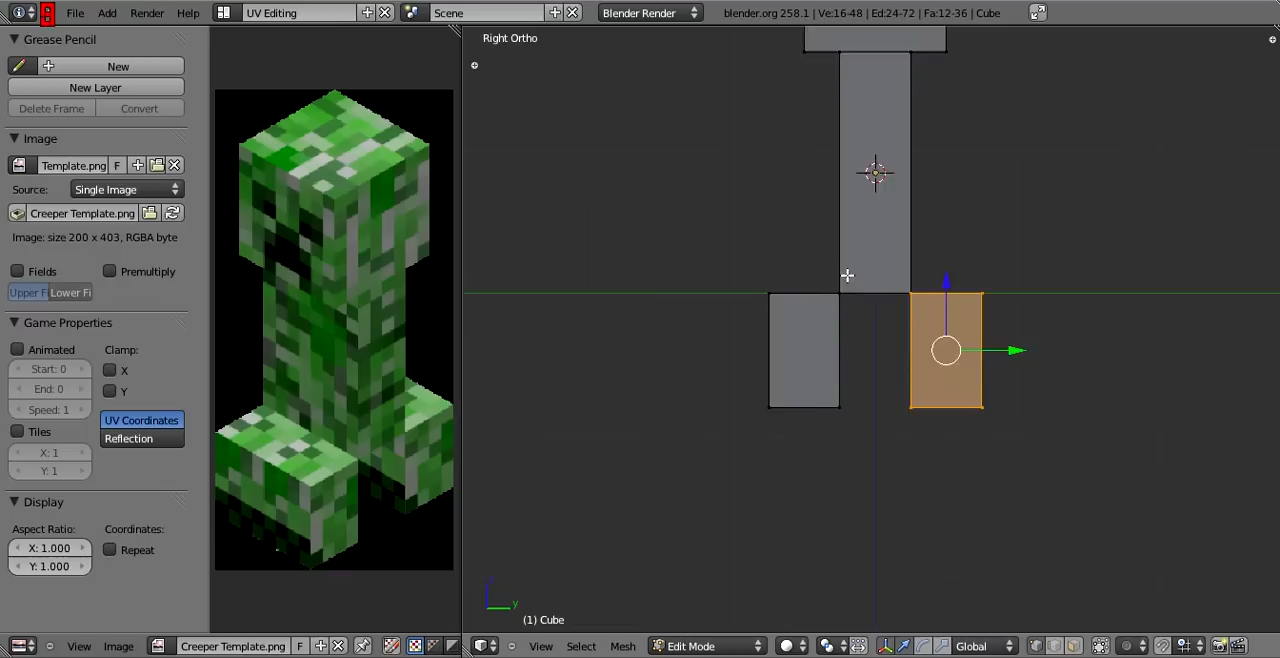 File Add Render Help UV Editing Scene Blender Render blender.org 258.1 | Ve:16-48 | Ed:24-72 | Fa:12-36 | Cube
Grease Pencil
New
New Layer
Delete Frame Convert
Image
Template.png F
Source: Single Image
Creeper Template.png
Image: size 200 x 403, RGBA byte
Fields Premultiply
Upper Fi Lower Fi
Game Properties
Animated Clamp:
Start: 0 X
End: 0 Y
Speed: 1
Tiles UV Coordinates
X: 1 Reflection
Y: 1
Display
Aspect Ratio: Coordinates:
X: 1.000 Repeat
Y: 1.000
Right Ortho
z
y
(1) Cube
View Image Creeper Template.png F View Select Mesh Edit Mode Global